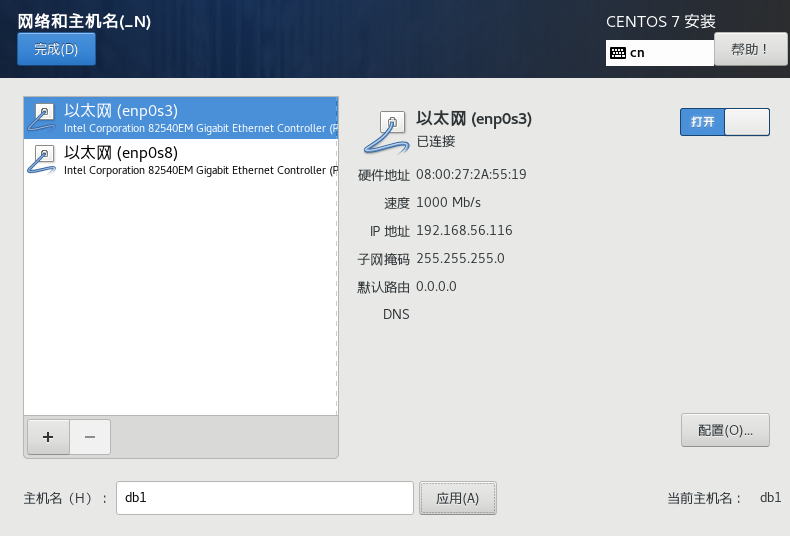 网络和主机名(_N)
CENTOS 7 安装
完成(D)
cn
帮助！
以太网 (enp0s3)
Intel Corporation 82540EM Gigabit Ethernet Controller (P
以太网 (enp0s8)
Intel Corporation 82540EM Gigabit Ethernet Controller (P
以太网 (enp0s3)
已连接
打开
硬件地址 08:00:27:2A:55:19
速度 1000 Mb/s
IP 地址 192.168.56.116
子网掩码 255.255.255.0
默认路由 0.0.0.0
DNS
+ −
配置(O)...
主机名（H）： db1
应用(A)
当前主机名： db1